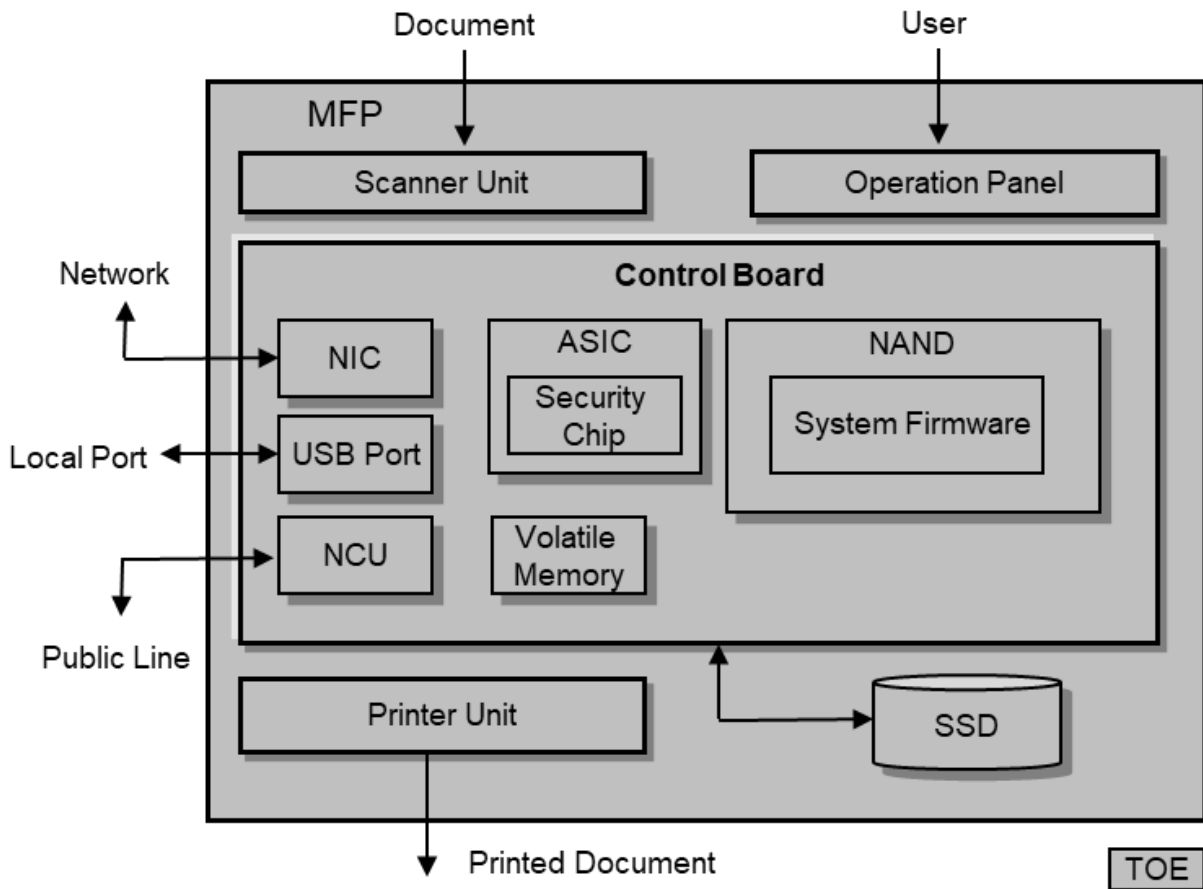 Document
User
MFP
Scanner Unit
Operation Panel
Control Board
Network
NIC
ASIC
Security
Chip
NAND
System Firmware
Local Port
USB Port
NCU
Volatile
Memory
Public Line
Printer Unit
SSD
Printed Document
TOE